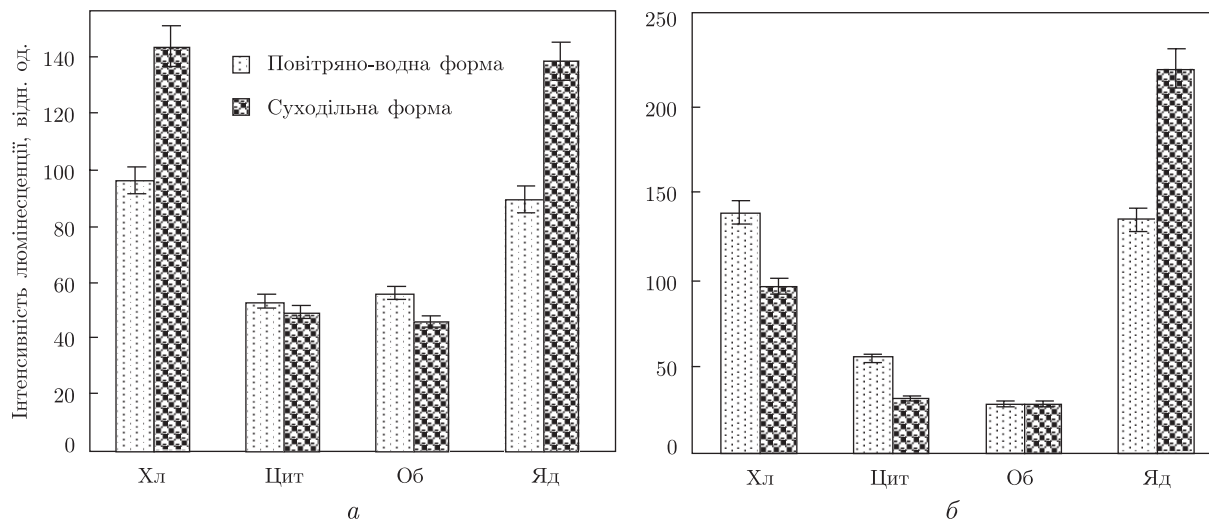 Інтенсивність люмінесценції, відн. од.
140
120
100
80
60
40
20
0
Повітряно-водна форма
Суходільна форма
Хл Цит Об Яд
а
250
200
150
100
50
0
Хл Цит Об Яд
б